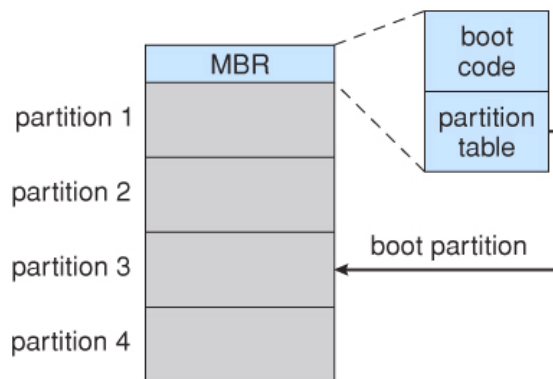 MBR
boot
code
partition
table
partition 1
partition 2
boot partition
partition 3
partition 4